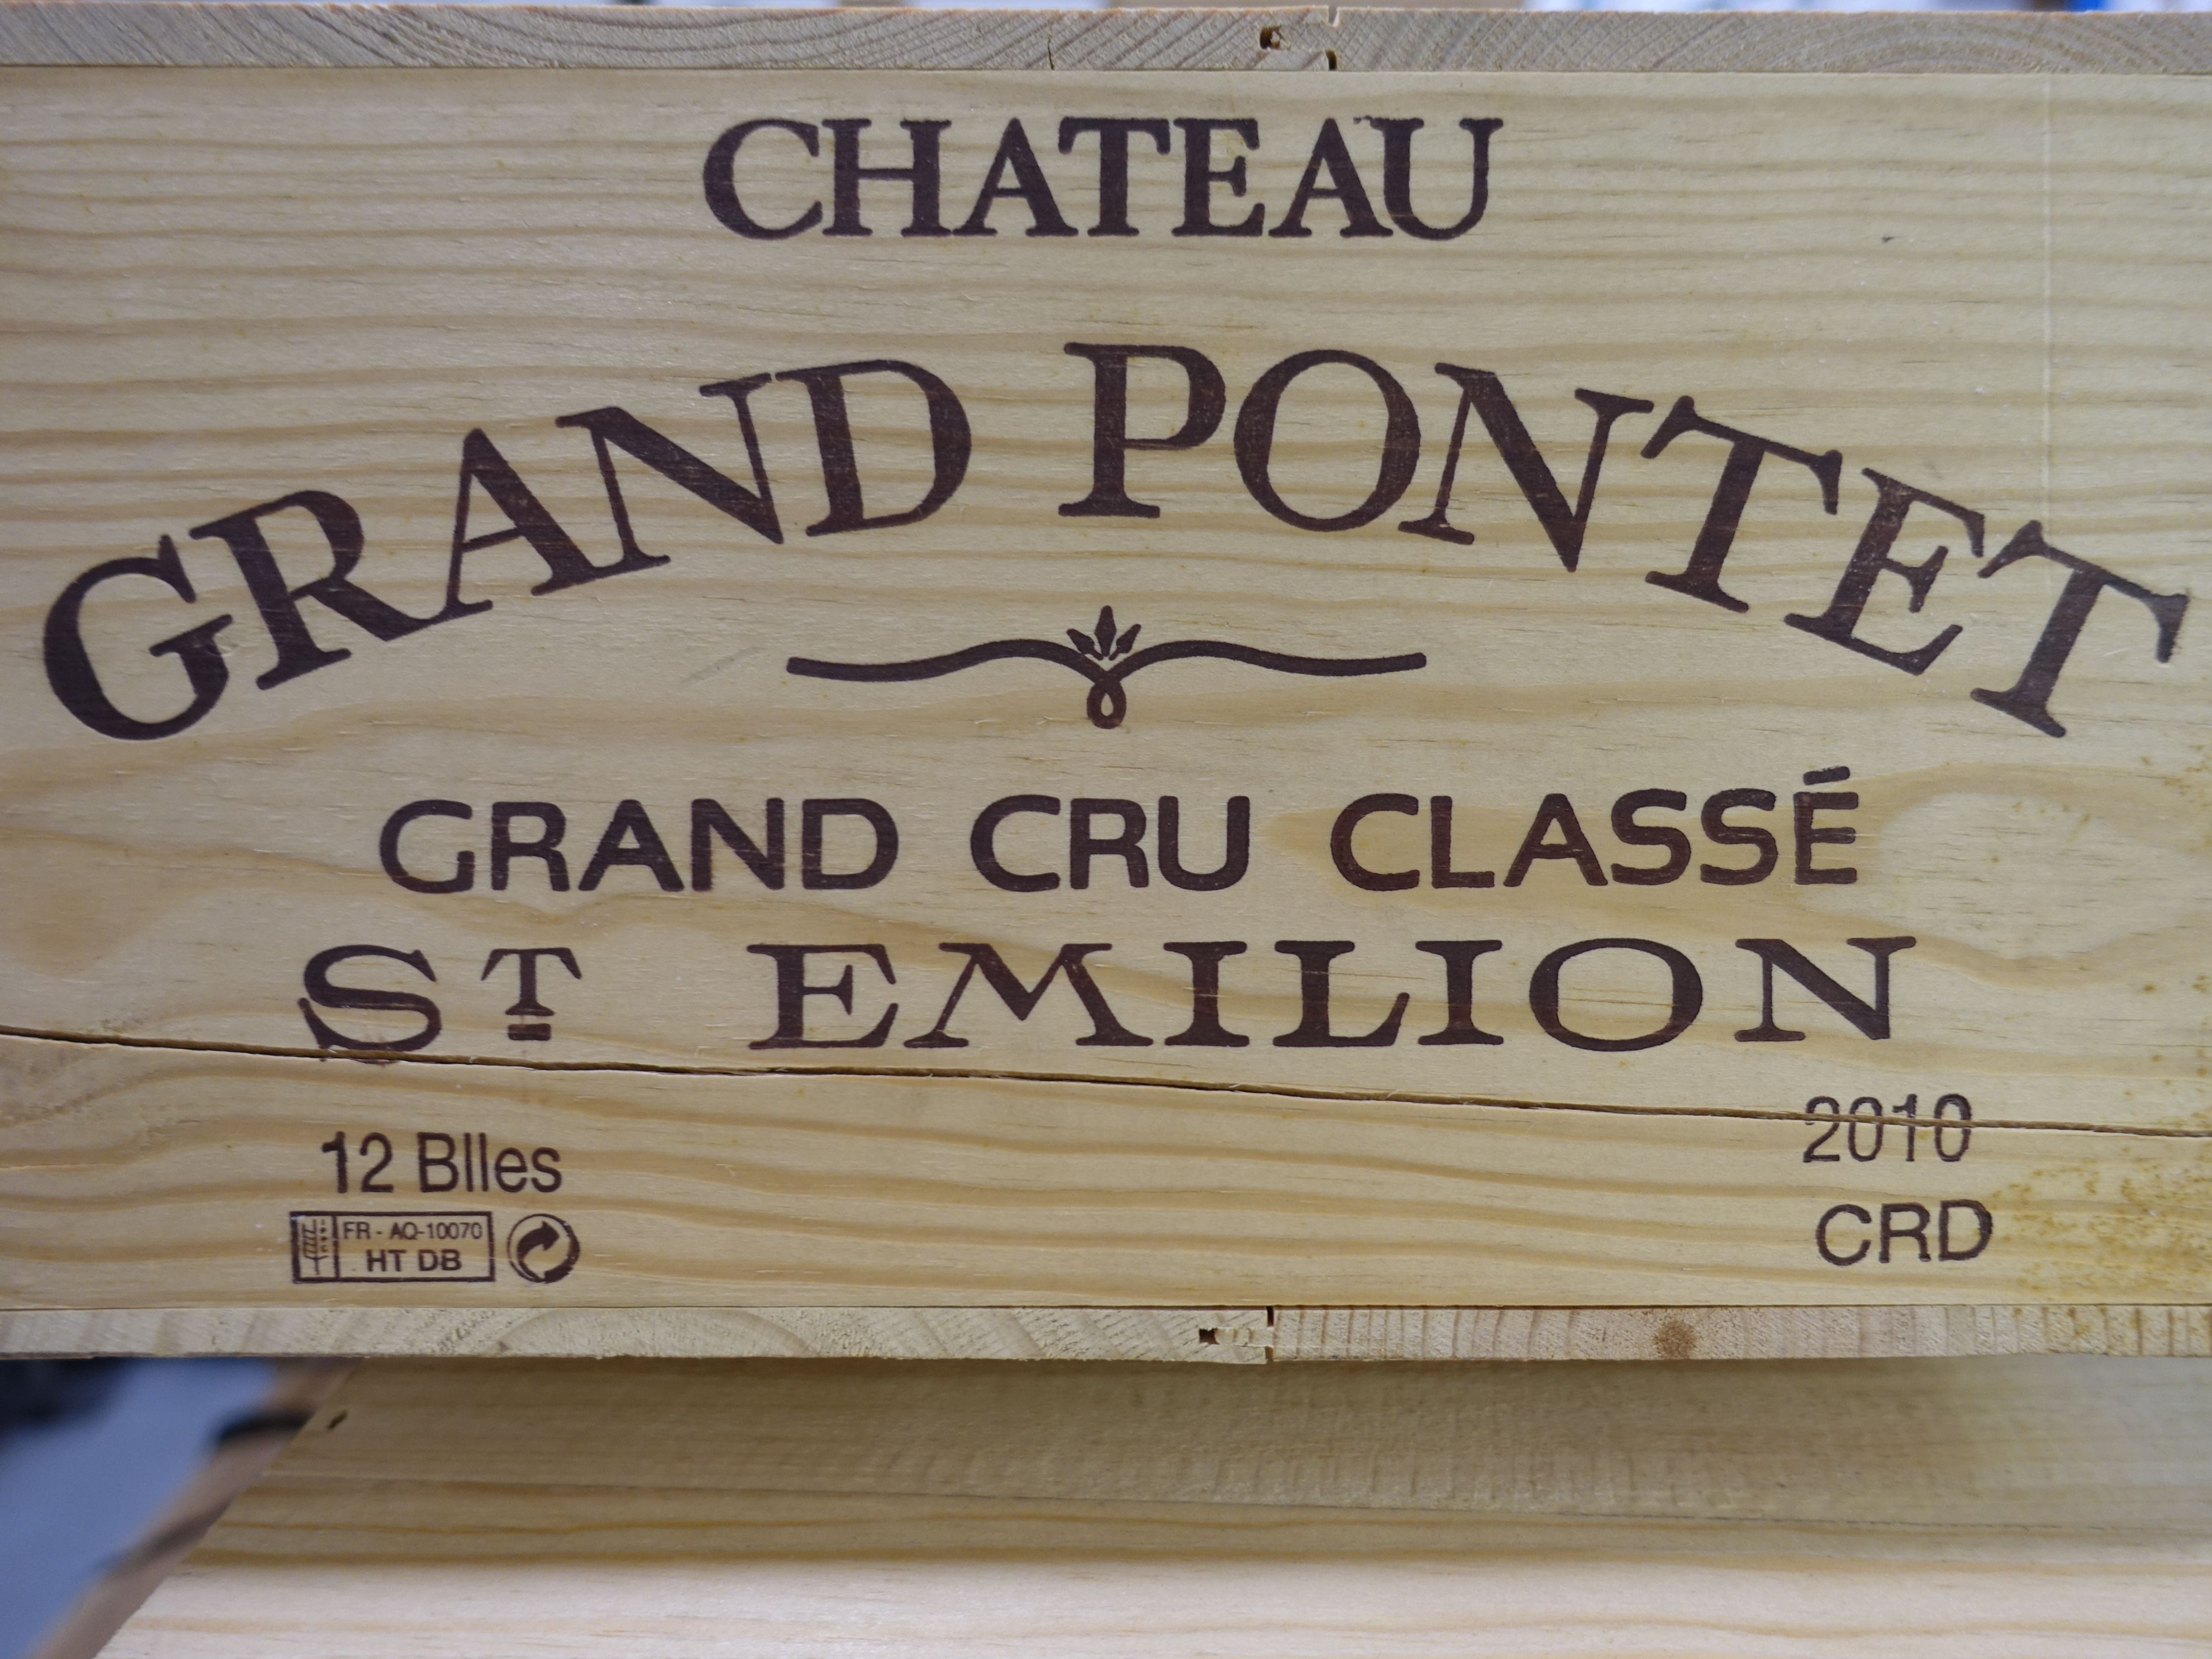 CHATEAU
GRAND PONTET
GRAND CRU CLASSÉ
ST EMILION
2010
12 Blles
CRD
FR - AQ-10070
HT DB